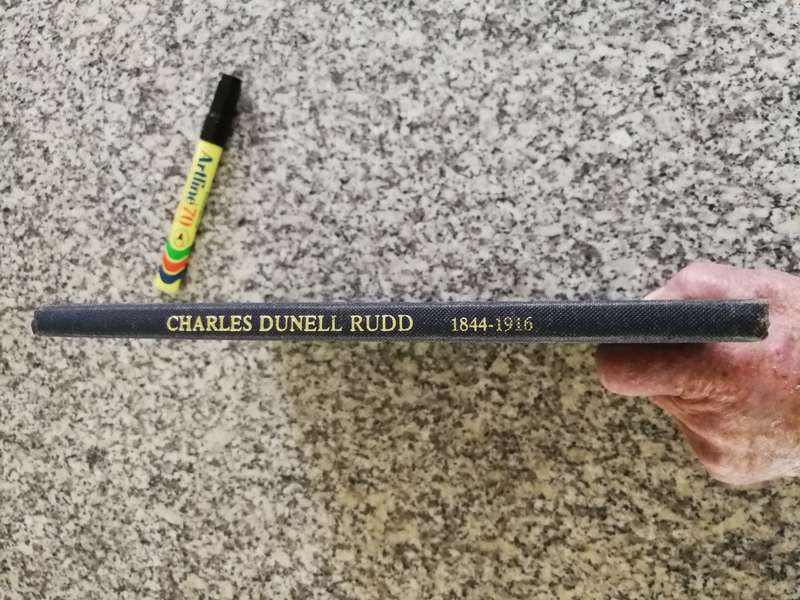 Artline 70
CHARLES DUNELL RUDD 1844-1916